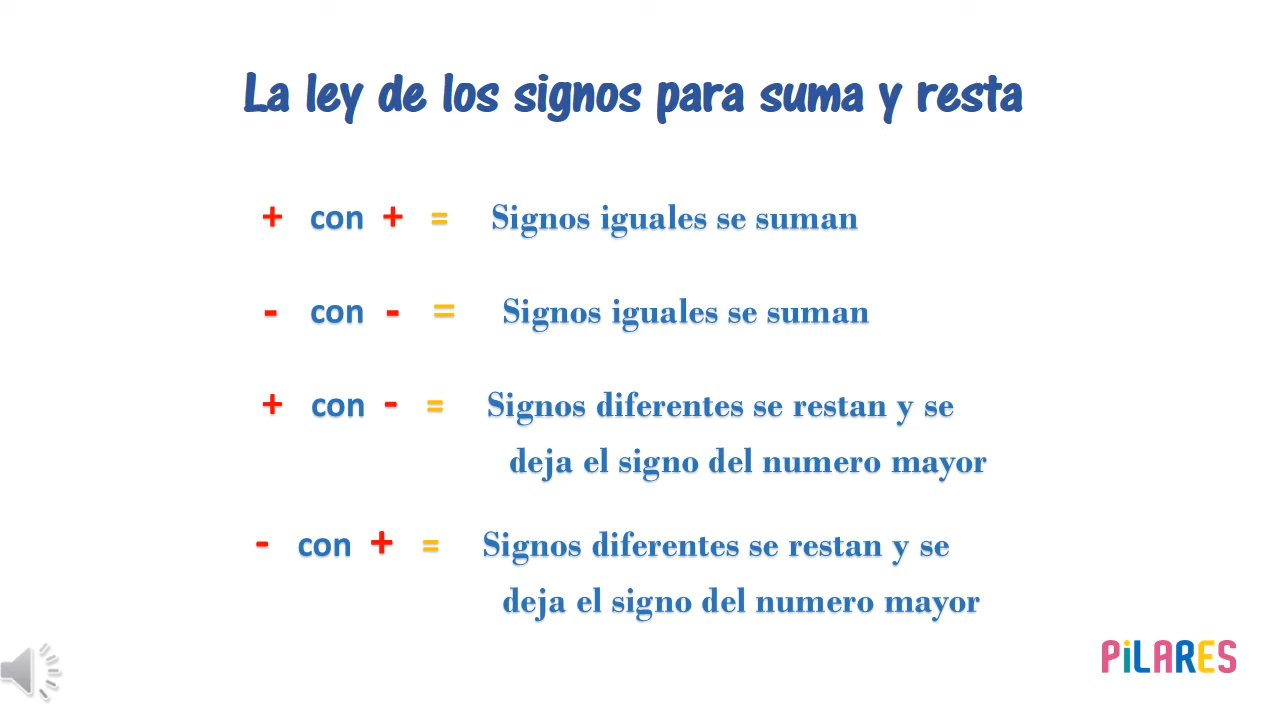 La ley de los signos para suma y resta
+ con + = Signos iguales se suman
- con - = Signos iguales se suman
+ con - = Signos diferentes se restan y se
deja el signo del numero mayor
- con + = Signos diferentes se restan y se
deja el signo del numero mayor
PiLARES